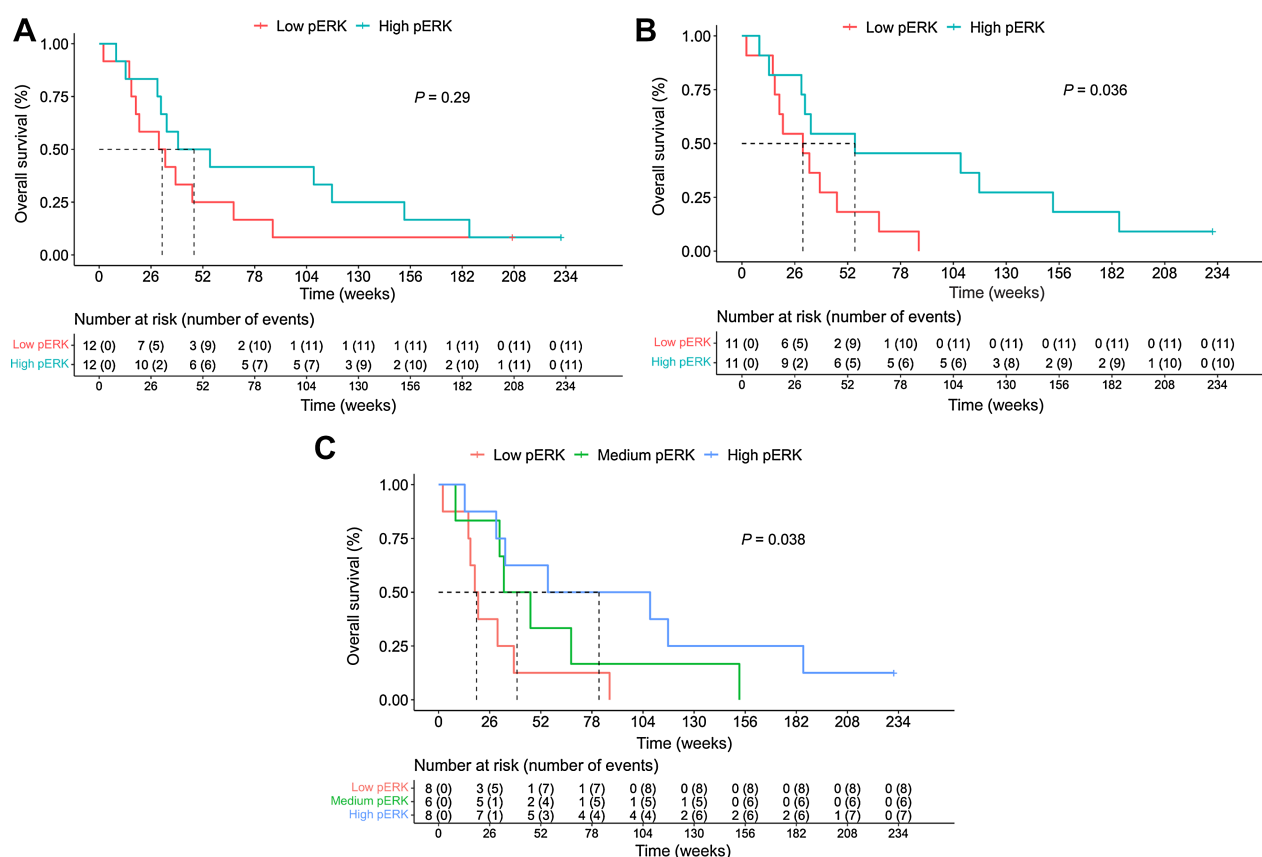 A
Low pERK High pERK
1.00
0.75
0.50
0.25
0.00
Overall survival (%)
P = 0.29
0 26 52 78 104 130 156 182 208 234
Time (weeks)
Number at risk (number of events)
Low pERK 12 (0) 7 (5) 3 (9) 2 (10) 1 (11) 1 (11) 1 (11) 1 (11) 0 (11) 0 (11)
High pERK 12 (0) 10 (2) 6 (6) 5 (7) 5 (7) 3 (9) 2 (10) 2 (10) 1 (11) 0 (11)
0 26 52 78 104 130 156 182 208 234
Time (weeks)
B
Low pERK High pERK
1.00
0.75
0.50
0.25
0.00
Overall survival (%)
P = 0.036
0 26 52 78 104 130 156 182 208 234
Time (weeks)
Number at risk (number of events)
Low pERK 11 (0) 6 (5) 2 (9) 1 (10) 0 (11) 0 (11) 0 (11) 0 (11) 0 (11) 0 (11)
High pERK 11 (0) 9 (2) 6 (5) 5 (6) 5 (6) 3 (8) 2 (9) 2 (9) 1 (10) 0 (10)
0 26 52 78 104 130 156 182 208 234
Time (weeks)
C
Low pERK Medium pERK High pERK
1.00
0.75
0.50
0.25
0.00
Overall survival (%)
P = 0.038
0 26 52 78 104 130 156 182 208 234
Time (weeks)
Number at risk (number of events)
Low pERK 8 (0) 3 (5) 1 (7) 1 (7) 0 (8) 0 (8) 0 (8) 0 (8) 0 (8) 0 (8)
Medium pERK 6 (0) 5 (1) 2 (4) 1 (5) 1 (5) 1 (5) 0 (6) 0 (6) 0 (6) 0 (6)
High pERK 8 (0) 7 (1) 5 (3) 4 (4) 4 (4) 2 (6) 2 (6) 2 (6) 1 (7) 0 (7)
0 26 52 78 104 130 156 182 208 234
Time (weeks)